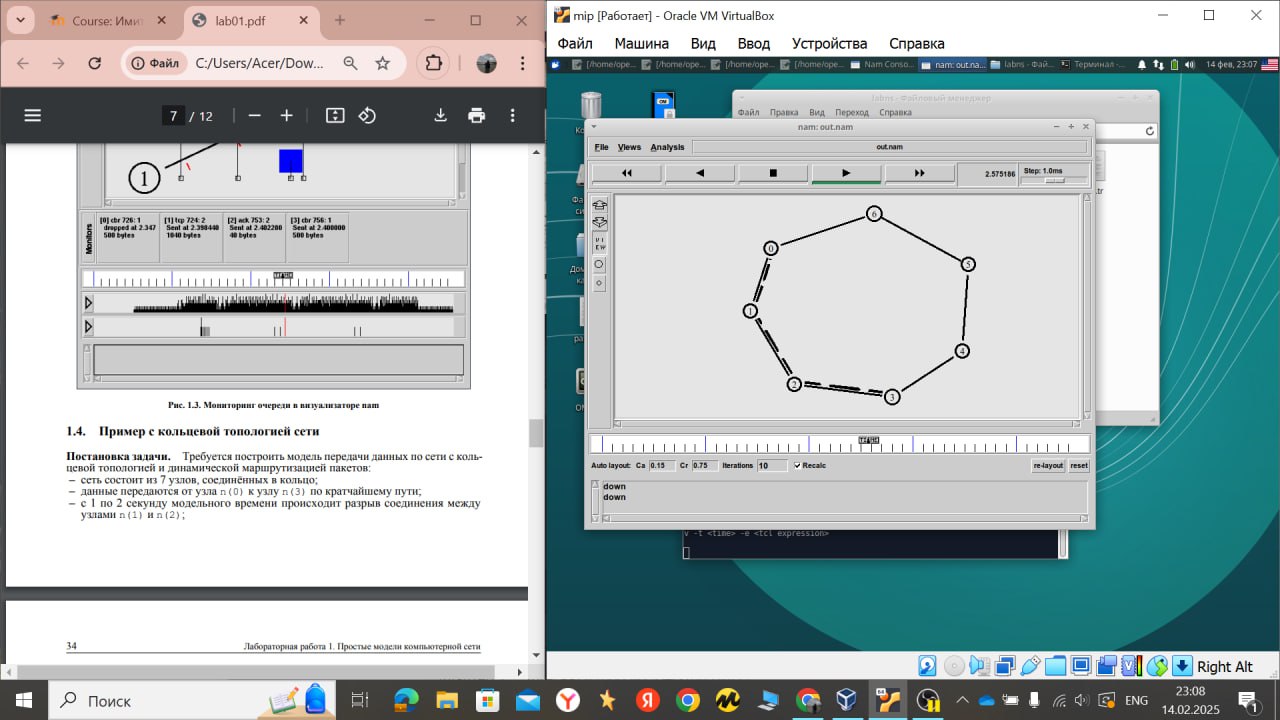 Course: Ими
lab01.pdf
Файл
C:/Users/Acer/Dow...
7 / 12
1
Monitors
[0] cbr 726: 1
dropped at 2.347
500 bytes
[1] tcp 724: 2
Sent at 2.398440
1040 bytes
[2] ack 753: 2
Sent at 2.402280
40 bytes
[3] cbr 756: 1
Sent at 2.400000
500 bytes
Рис. 1.3. Мониторинг очереди в визуализаторе nam
1.4. Пример с кольцевой топологией сети
Постановка задачи. Требуется построить модель передачи данных по сети с коль-
цевой топологией и динамической маршрутизацией пакетов:
– сеть состоит из 7 узлов, соединённых в кольцо;
– данные передаются от узла n(0) к узлу n(3) по кратчайшему пути;
– с 1 по 2 секунду модельного времени происходит разрыв соединения между
узлами n(1) и n(2);
34
Лабораторная работа 1. Простые модели компьютерной сети
mip [Работает] - Oracle VM VirtualBox
Файл Машина Вид Ввод Устройства Справка
[/home/ope...
[/home/ope...
[/home/ope...
[/home/ope...
Nam Conso...
nam: out.na...
labns - Фай...
Терминал -...
14 фев, 23:07
labns - Файловый менеджер
Файл Правка Вид Переход Справка
nam: out.nam
File Views Analysis
out.nam
2.575186
Step: 1.0ms
VIEW
6
0
5
1
4
2
3
Auto layout: Ca 0.15 Cr 0.75 Iterations 10 Recalc
re-layout reset
down
down
v -t <time> -e <tcl expression>
Right Alt
Поиск
ENG
23:08
14.02.2025
1